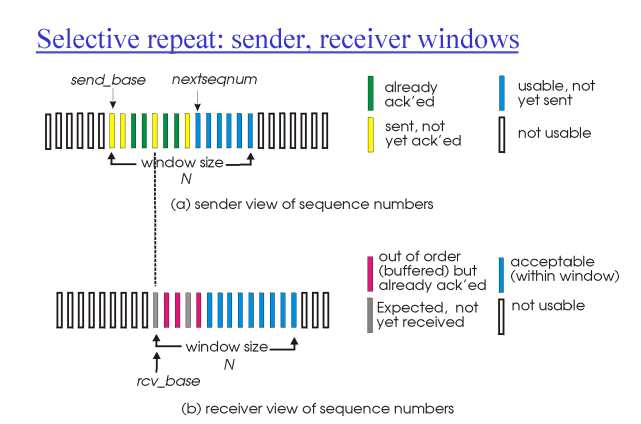 Selective repeat: sender, receiver windows
send_base
nextseqnum
already
ack'ed
usable, not
yet sent
sent, not
yet ack'ed
not usable
window size
N
(a) sender view of sequence numbers
out of order
(buffered) but
already ack'ed
acceptable
(within window)
Expected, not
yet received
not usable
window size
N
rcv_base
(b) receiver view of sequence numbers